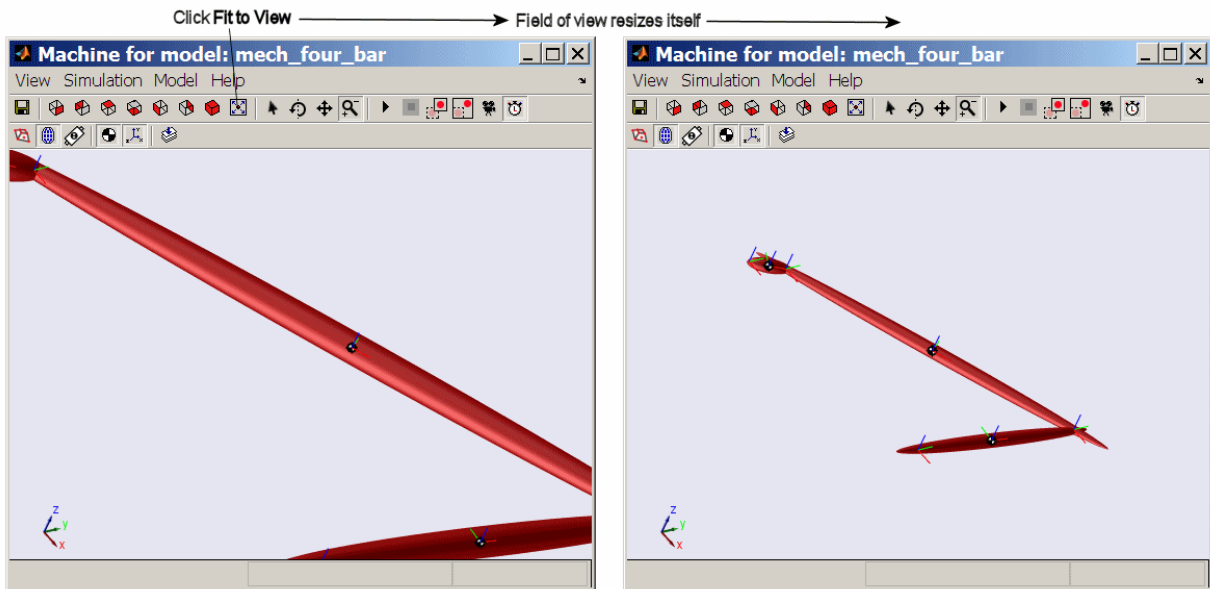 Click Fit to View
Field of view resizes itself
Machine for model: mech_four_bar
View Simulation Model Help
z
y
x
Machine for model: mech_four_bar
View Simulation Model Help
z
y
x